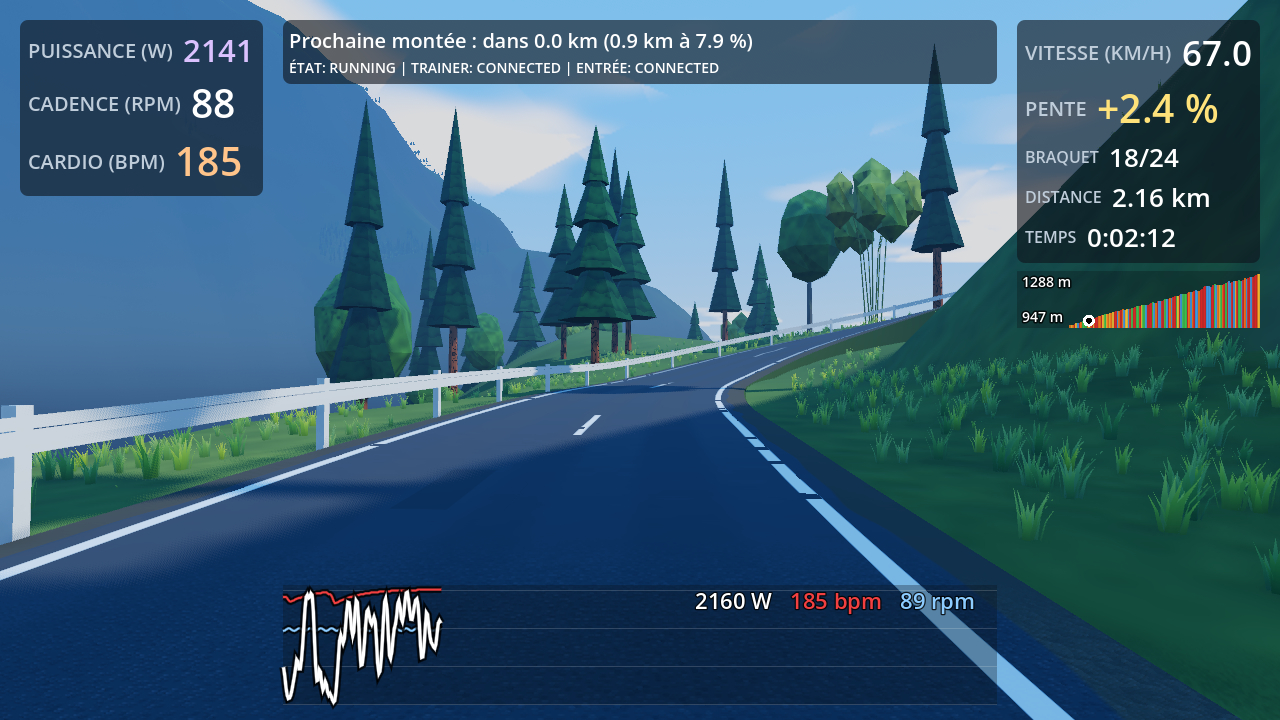 PUISSANCE (W) 2141
CADENCE (RPM) 88
CARDIO (BPM) 185
Prochaine montée : dans 0.0 km (0.9 km à 7.9 %)
ÉTAT: RUNNING | TRAINER: CONNECTED | ENTRÉE: CONNECTED
VITESSE (KM/H) 67.0
PENTE +2.4 %
BRAQUET 18/24
DISTANCE 2.16 km
TEMPS 0:02:12
1288 m
947 m
2160 W 185 bpm 89 rpm